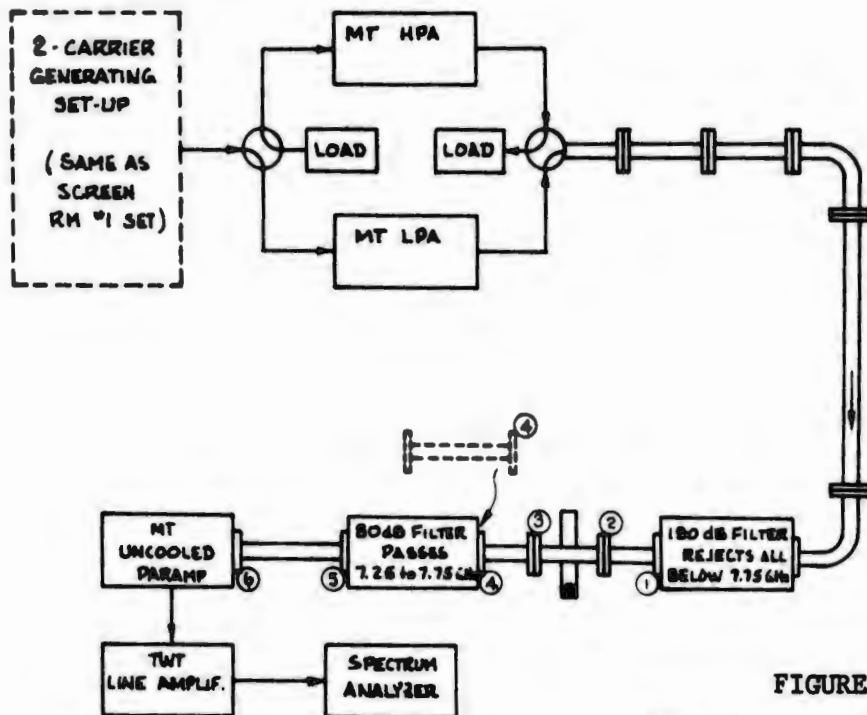 2-CARRIER
GENERATING
SET-UP
(SAME AS
SCREEN
RM #1 SET)
MT HPA
LOAD
LOAD
MT LPA
4
3
2
MT
UNCOOLED
PARAMP
6
5
80dB FILTER
PASSES
7.25 to 7.75 GHz
4
1
180 dB FILTER
REJECTS ALL
BELOW 7.75 GHz
TWT
LINE AMPLIF.
SPECTRUM
ANALYZER
FIGURE